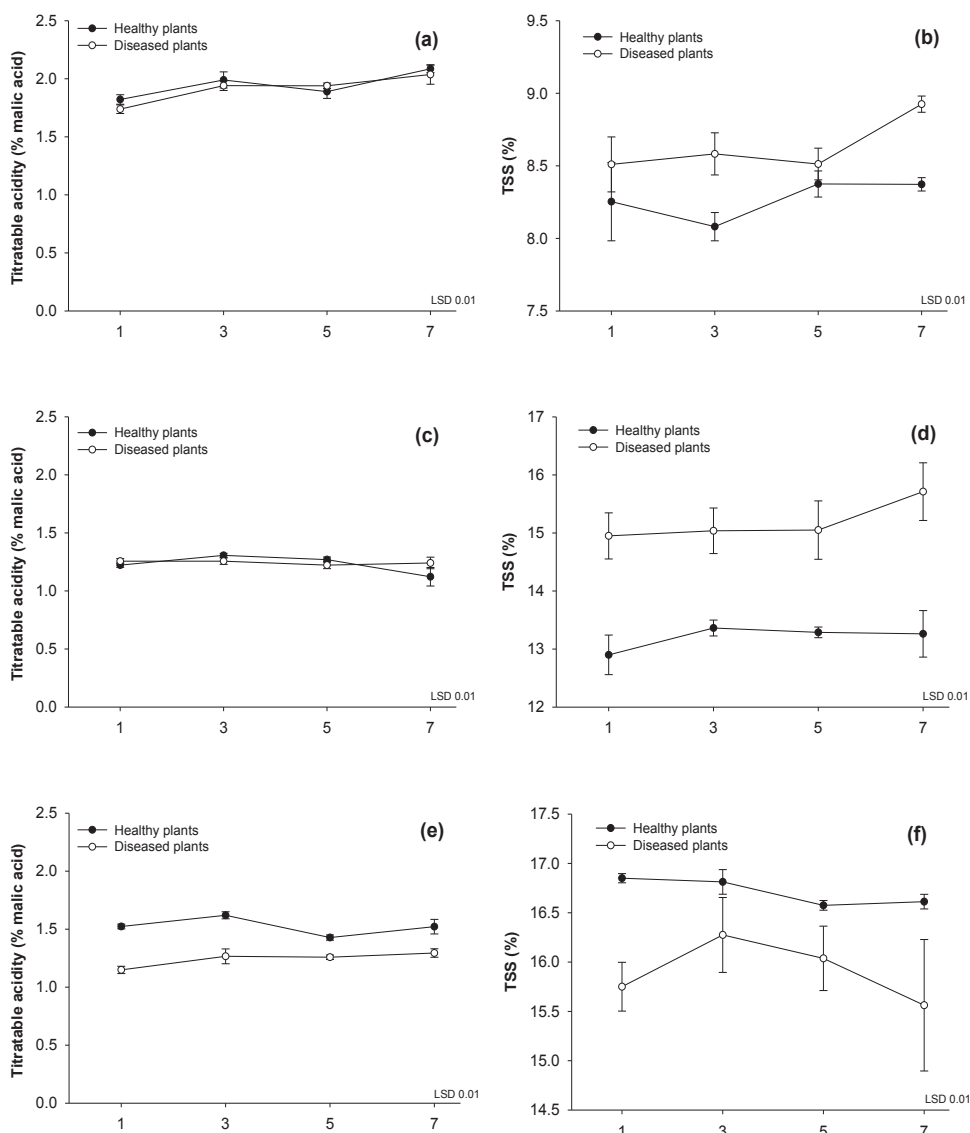 (a)
Healthy plants
Diseased plants
Titratable acidity (% malic acid)
2.5
2.0
1.5
1.0
0.5
0.0
LSD 0.01
1 3 5 7
(b)
Healthy plants
Diseased plants
TSS (%)
9.5
9.0
8.5
8.0
7.5
LSD 0.01
1 3 5 7
(c)
Healthy plants
Diseased plants
Titratable acidity (% malic acid)
2.5
2.0
1.5
1.0
0.5
0.0
LSD 0.01
1 3 5 7
(d)
Healthy plants
Diseased plants
TSS (%)
17
16
15
14
13
12
LSD 0.01
1 3 5 7
(e)
Healthy plants
Diseased plants
Titratable acidity (% malic acid)
2.5
2.0
1.5
1.0
0.5
0.0
LSD 0.01
1 3 5 7
(f)
Healthy plants
Diseased plants
TSS (%)
17.5
17.0
16.5
16.0
15.5
15.0
14.5
LSD 0.01
1 3 5 7